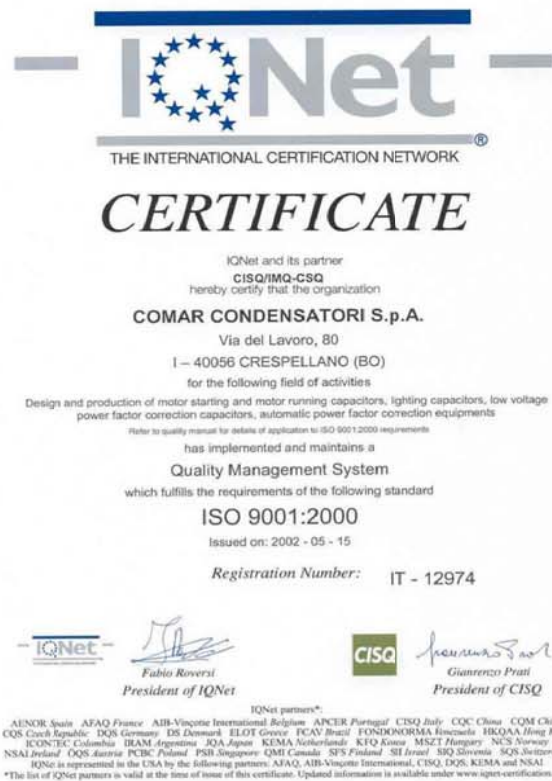 IQNet
®
THE INTERNATIONAL CERTIFICATION NETWORK
CERTIFICATE
IQNet and its partner
CISQ/IMQ-CSQ
hereby certify that the organization
COMAR CONDENSATORI S.p.A.
Via del Lavoro, 80
I – 40056 CRESPELLANO (BO)
for the following field of activities
Design and production of motor starting and motor running capacitors, lighting capacitors, low voltage
power factor correction capacitors, automatic power factor correction equipments
Refer to quality manual for details of application to ISO 9001:2000 requirements
has implemented and maintains a
Quality Management System
which fulfills the requirements of the following standard
ISO 9001:2000
Issued on: 2002 - 05 - 15
Registration Number: IT - 12974
IQNet
CISQ
Fabio Roversi
President of IQNet
Gianrenzo Prati
President of CISQ
IQNet partners*:
AENOR Spain AFAQ France AIB-Vinçotte International Belgium APCER Portugal CISQ Italy CQC China CQM
CQS Czech Republic DQS Germany DS Denmark ELOT Greece FCAV Brazil FONDONORMA Venezuela HKQAA Hong
ICONTEC Colombia IRAM Argentina JQA Japan KEMA Netherlands KFQ Korea MSZT Hungary NCS Norway
NSAI Ireland ÖQS Austria PCBC Poland PSB Singapore QMI Canada SFS Finland SII Israel SIQ Slovenia SQS
IQNet is represented in the USA by the following partners: AFAQ, AIB-Vinçotte International, CISQ, DQS, KEMA and NSAI
*The list of IQNet partners is valid at the time of issue of this certificate. Updated information is available under www.iqnet-certification